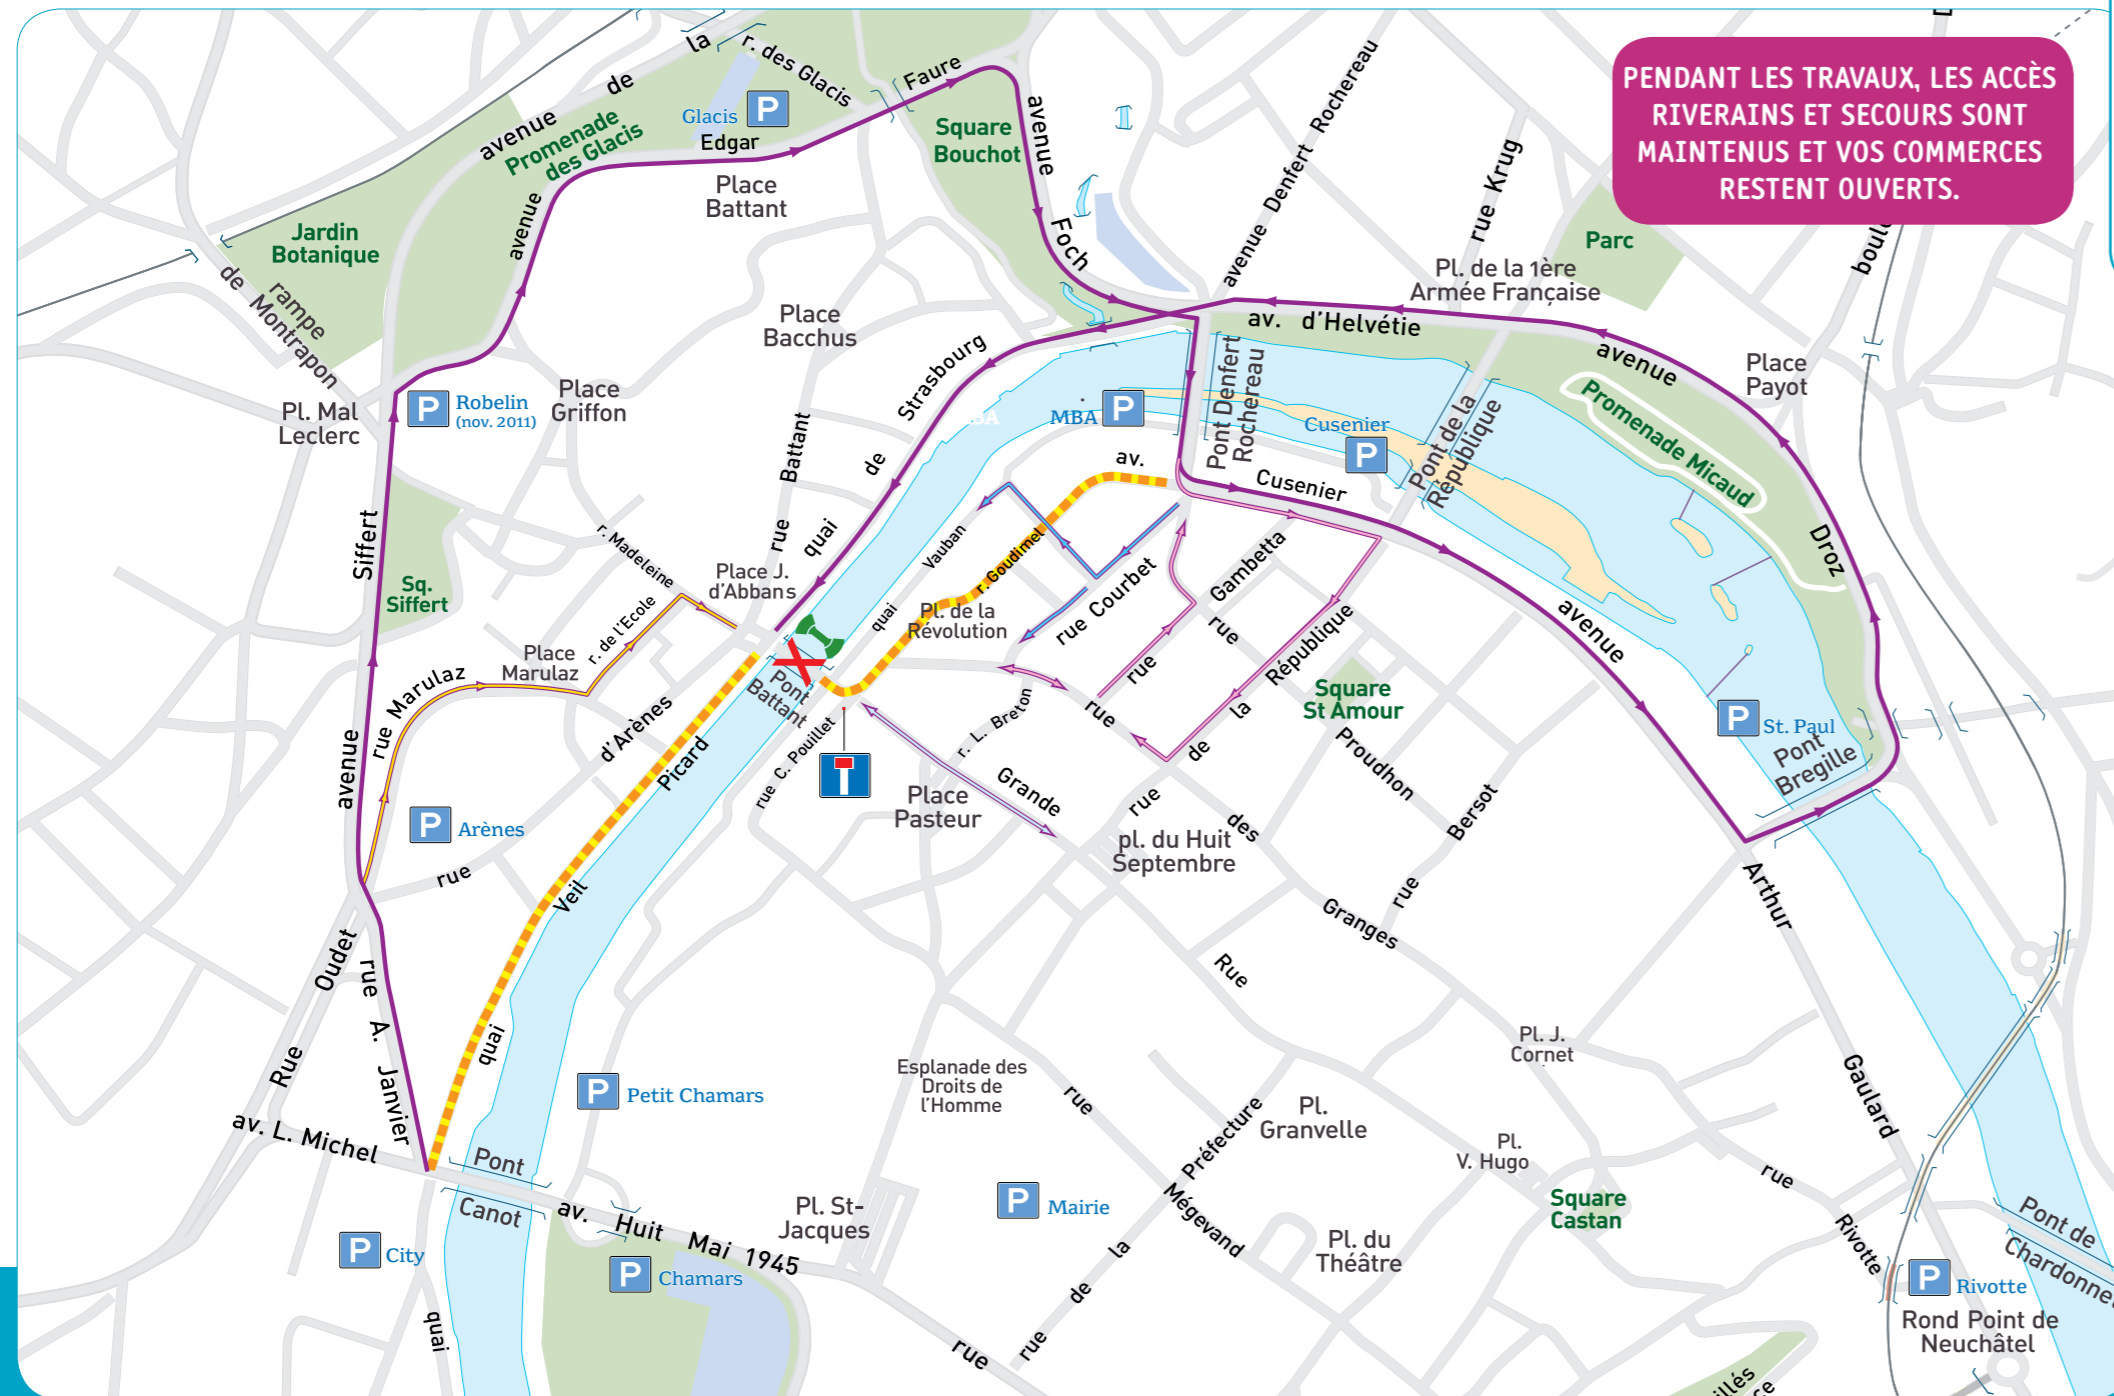 PENDANT LES TRAVAUX, LES ACCÈS
RIVERAINS ET SECOURS SONT
MAINTENUS ET VOS COMMERCES
RESTENT OUVERTS.
avenue de la
r. des Glacis
Faure
Promenade
des Glacis
Glacis
P
Edgar
avenue
Place
Battant
Square
Bouchot
avenue
Foch
avenue Denfert Rochereau
rue Krug
Parc
boul
Jardin
Botanique
rampe
de Montrapon
Place
Bacchus
Pl. de la 1ère
Armée Française
av. d'Helvétie
avenue
Place
Payot
Pl. Mal
Leclerc
P
Robelin
(nov. 2011)
Place
Griffon
Strasbourg
de
quai
rue Battant
MBA
P
Pont Denfert
Rochereau
Cusenier
P
Pont de la
Rèpublique
Promenade Micaud
Droz
av.
Cusenier
avenue
Siffert
avenue
Sq.
Siffert
r. Madeleine
Place J.
d'Abbans
r. de l'Ecole
Place
Marulaz
rue Marulaz
Vauban
quai
r. Goudimel
Pl. de la
Révolution
rue Courbet
Gambetta
rue
rue
Proudhon
République
la
de
rue
Square
St Amour
rue Bersot
Pont
Battant
d'Arènes
rue
Picard
Veil
quai
rue C. Pouillet
r. L. Breton
Place
Pasteur
Grande
Rue
rue
des
Granges
pl. du Huit
Septembre
P
St. Paul
Pont
Bregille
P
Arènes
Rue Oudet
rue A. Janvier
av. L. Michel
Pont
Canot
P
Petit Chamars
Esplanade des
Droits de
l'Homme
rue
Mégevand
Préfecture
la
de
rue
Pl.
Granvelle
Pl. J.
Cornet
Pl.
V. Hugo
Arthur
Gaulard
rue
Rivotte
Square
Castan
av. Huit Mai 1945
Pl. St-
Jacques
P
Mairie
Pl. du
Théâtre
P
City
P
Chamars
quai
rue
Pont de
P
Rivotte
Rond Point de
Neuchâtel